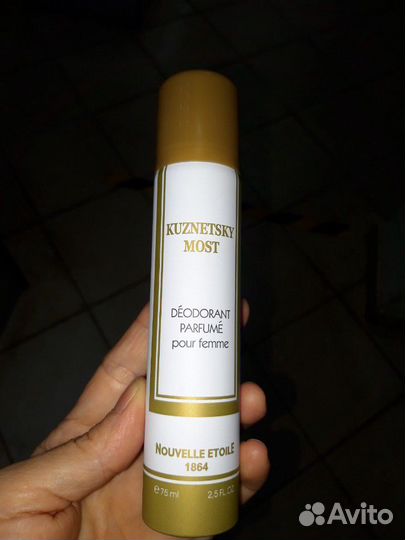 KUZNETSKY
MOST
DÉODORANT
PARFUMÉ
pour femme
NOUVELLE ETOILE
1864
℮75 ml 2,5 FL.OZ
Avito